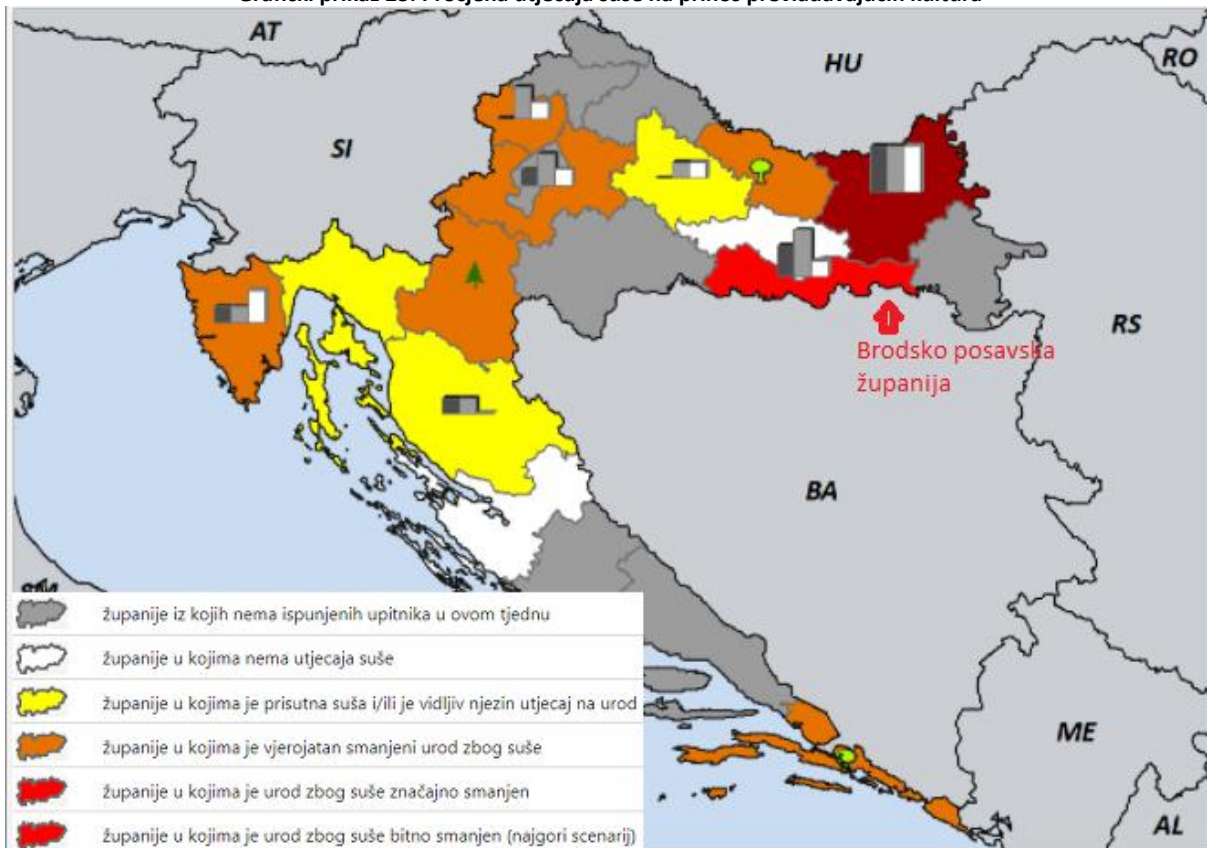 Grafički prikaz Procjena utjecaja suše na prinos prevladavajućih kultura
AT
HU
RO
SI
RS
Brodsko posavska
županija
BA
ME
AL
županije iz kojih nema ispunjenih upitnika u ovom tjednu
županije u kojima nema utjecaja suše
županije u kojima je prisutna suša i/ili je vidljiv njezin utjecaj na urod
županije u kojima je vjerojatan smanjeni urod zbog suše
županije u kojima je urod zbog suše značajno smanjen
županije u kojima je urod zbog suše bitno smanjen (najgori scenarij)